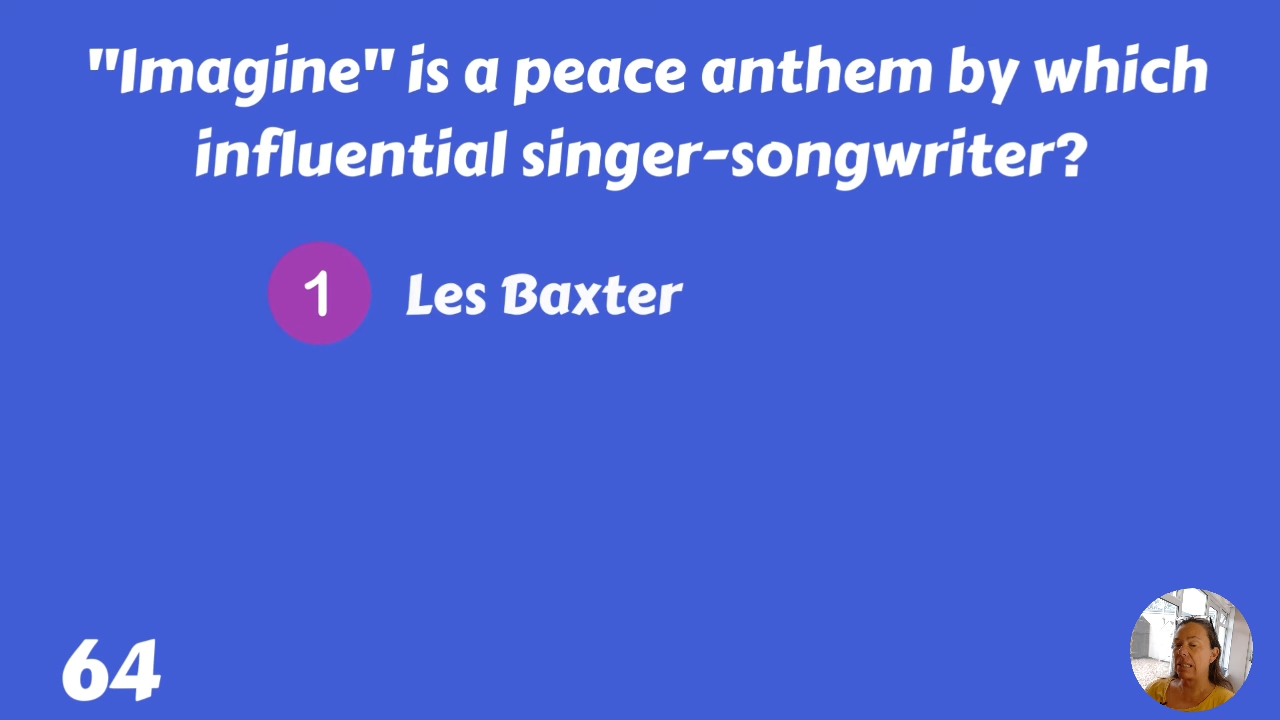 "Imagine" is a peace anthem by which
influential singer-songwriter?
1 Les Baxter
64